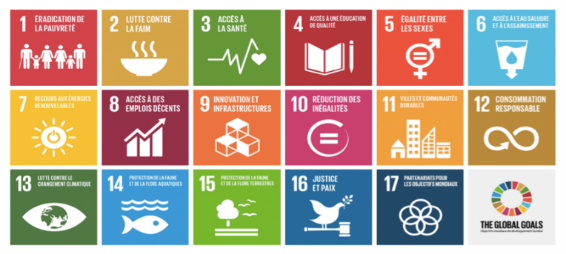 1 ÉRADICATION DE
LA PAUVRETÉ
2 LUTTE CONTRE
LA FAIM
3 ACCÈS À
LA SANTÉ
4 ACCÈS À UNE ÉDUCATION
DE QUALITÉ
5 ÉGALITÉ ENTRE
LES SEXES
6 ACCÈS À L'EAU SALUBRE
ET À L'ASSAINISSEMENT
7 RECOURS AUX ÉNERGIES
RENOUVELABLES
8 ACCÈS À DES
EMPLOIS DÉCENTS
9 INNOVATION ET
INFRASTRUCTURES
10 RÉDUCTION DES
INÉGALITÉS
11 VILLES ET COMMUNAUTÉS
DURABLES
12 CONSOMMATION
RESPONSABLE
13 LUTTE CONTRE LE
CHANGEMENT CLIMATIQUE
14 PROTECTION DE LA FAUNE
ET DE LA FLORE AQUATIQUES
15 PROTECTION DE LA FAUNE
ET DE LA FLORE TERRESTRES
16 JUSTICE
ET PAIX
17 PARTENARIATS POUR
LES OBJECTIFS MONDIAUX
THE GLOBAL GOALS